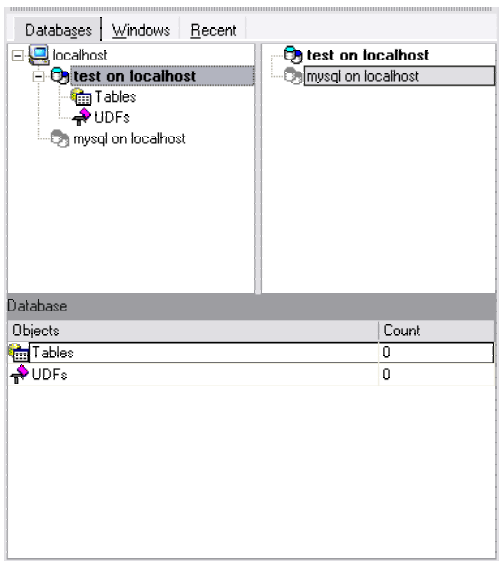 Databases Windows Recent
localhost
test on localhost
Tables
UDFs
mysql on localhost
test on localhost
mysql on localhost
Database
Objects Count
Tables 0
UDFs 0